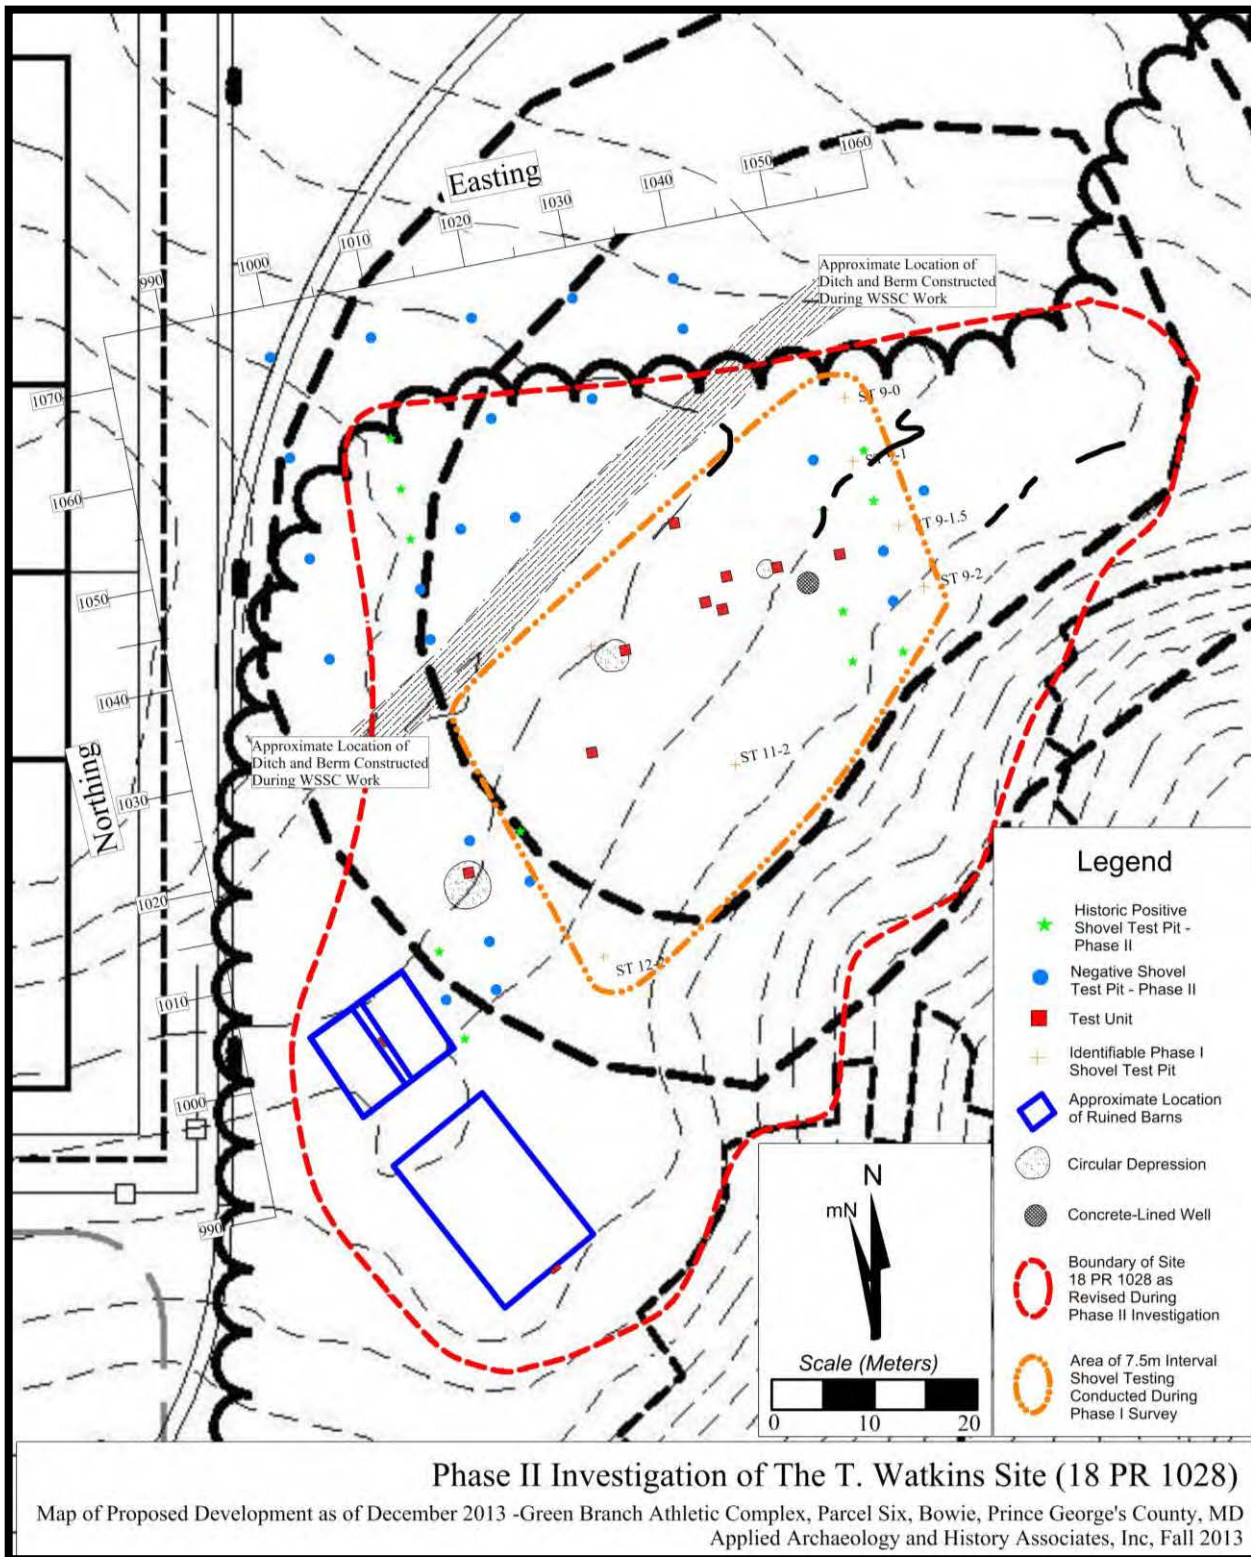 Easting
990
1000
1010
1020
1030
1040
1050
1060
Approximate Location of
Ditch and Berm Constructed
During WSSC Work
1070
1060
1050
1040
1030
1020
1010
1000
990
Northing
ST 9-0
ST 9-1.5
ST 9-2
ST 11-2
ST 12-
Approximate Location of
Ditch and Berm Constructed
During WSSC Work
Legend
Historic Positive
Shovel Test Pit -
Phase II
Negative Shovel
Test Pit - Phase II
Test Unit
Identifiable Phase I
Shovel Test Pit
Approximate Location
of Ruined Barns
Circular Depression
Concrete-Lined Well
Boundary of Site
18 PR 1028 as
Revised During
Phase II Investigation
Area of 7.5m Interval
Shovel Testing
Conducted During
Phase I Survey
N
mN
Scale (Meters)
0 10 20
Phase II Investigation of The T. Watkins Site (18 PR 1028)
Map of Proposed Development as of December 2013 -Green Branch Athletic Complex, Parcel Six, Bowie, Prince George's County, MD
Applied Archaeology and History Associates, Inc, Fall 2013